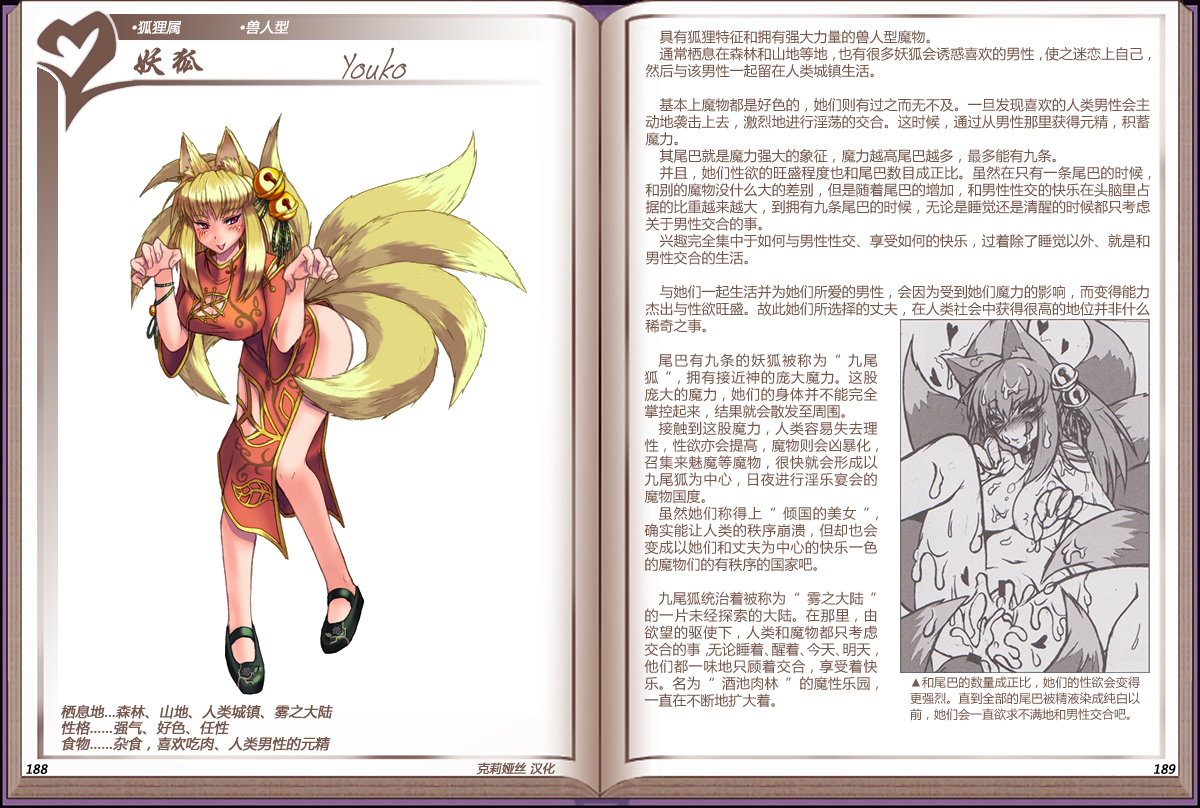 •狐狸属 •兽人型
妖狐 Youko
栖息地...森林、山地、人类城镇、雾之大陆
性格......强气、好色、任性
食物......杂食，喜欢吃肉、人类男性的元精
188
克莉娅丝 汉化
具有狐狸特征和拥有强大力量的兽人型魔物。
通常栖息在森林和山地等地，也有很多妖狐会诱惑喜欢的男性，使之迷恋上自己，
然后与该男性一起留在人类城镇生活。
基本上魔物都是好色的，她们则有过之而无不及。一旦发现喜欢的人类男性会主
动地袭击上去，激烈地进行淫荡的交合。这时候，通过从男性那里获得元精，积蓄
魔力。
其尾巴就是魔力强大的象征，魔力越高尾巴越多，最多能有九条。
并且，她们性欲的旺盛程度也和尾巴数目成正比。虽然在只有一条尾巴的时候，
和别的魔物没什么大的差别，但是随着尾巴的增加，和男性性交的快乐在头脑里占
据的比重越来越大，到拥有九条尾巴的时候，无论是睡觉还是清醒的时候都只考虑
关于男性交合的事。
兴趣完全集中于如何与男性性交、享受如何的快乐，过着除了睡觉以外、就是和
男性交合的生活。
与她们一起生活并为她们所爱的男性，会因为受到她们魔力的影响，而变得能力
杰出与性欲旺盛。故此她们所选择的丈夫，在人类社会中获得很高的地位并非什么
稀奇之事。
尾巴有九条的妖狐被称为“ 九尾
狐 ”，拥有接近神的庞大魔力。这股
庞大的魔力，她们的身体并不能完全
掌控起来，结果就会散发至周围。
接触到这股魔力，人类容易失去理
性，性欲亦会提高，魔物则会凶暴化，
召集来魅魔等魔物，很快就会形成以
九尾狐为中心，日夜进行淫乐宴会的
魔物国度。
虽然她们称得上“ 倾国的美女 ”，
确实能让人类的秩序崩溃，但却也会
变成以她们和丈夫为中心的快乐一色
的魔物们的有秩序的国家吧。
九尾狐统治着被称为“ 雾之大陆 ”
的一片未经探索的大陆。在那里，由
欲望的驱使下，人类和魔物都只考虑
交合的事，无论睡着、醒着、今天、明天，
他们都一味地只顾着交合，享受着快
乐。名为“ 酒池肉林 ”的魔性乐园，
一直在不断地扩大着。
▲和尾巴的数量成正比，她们的性欲会变得
更强烈。直到全部的尾巴被精液染成纯白以
前，她们会一直欲求不满地和男性交合吧。
189